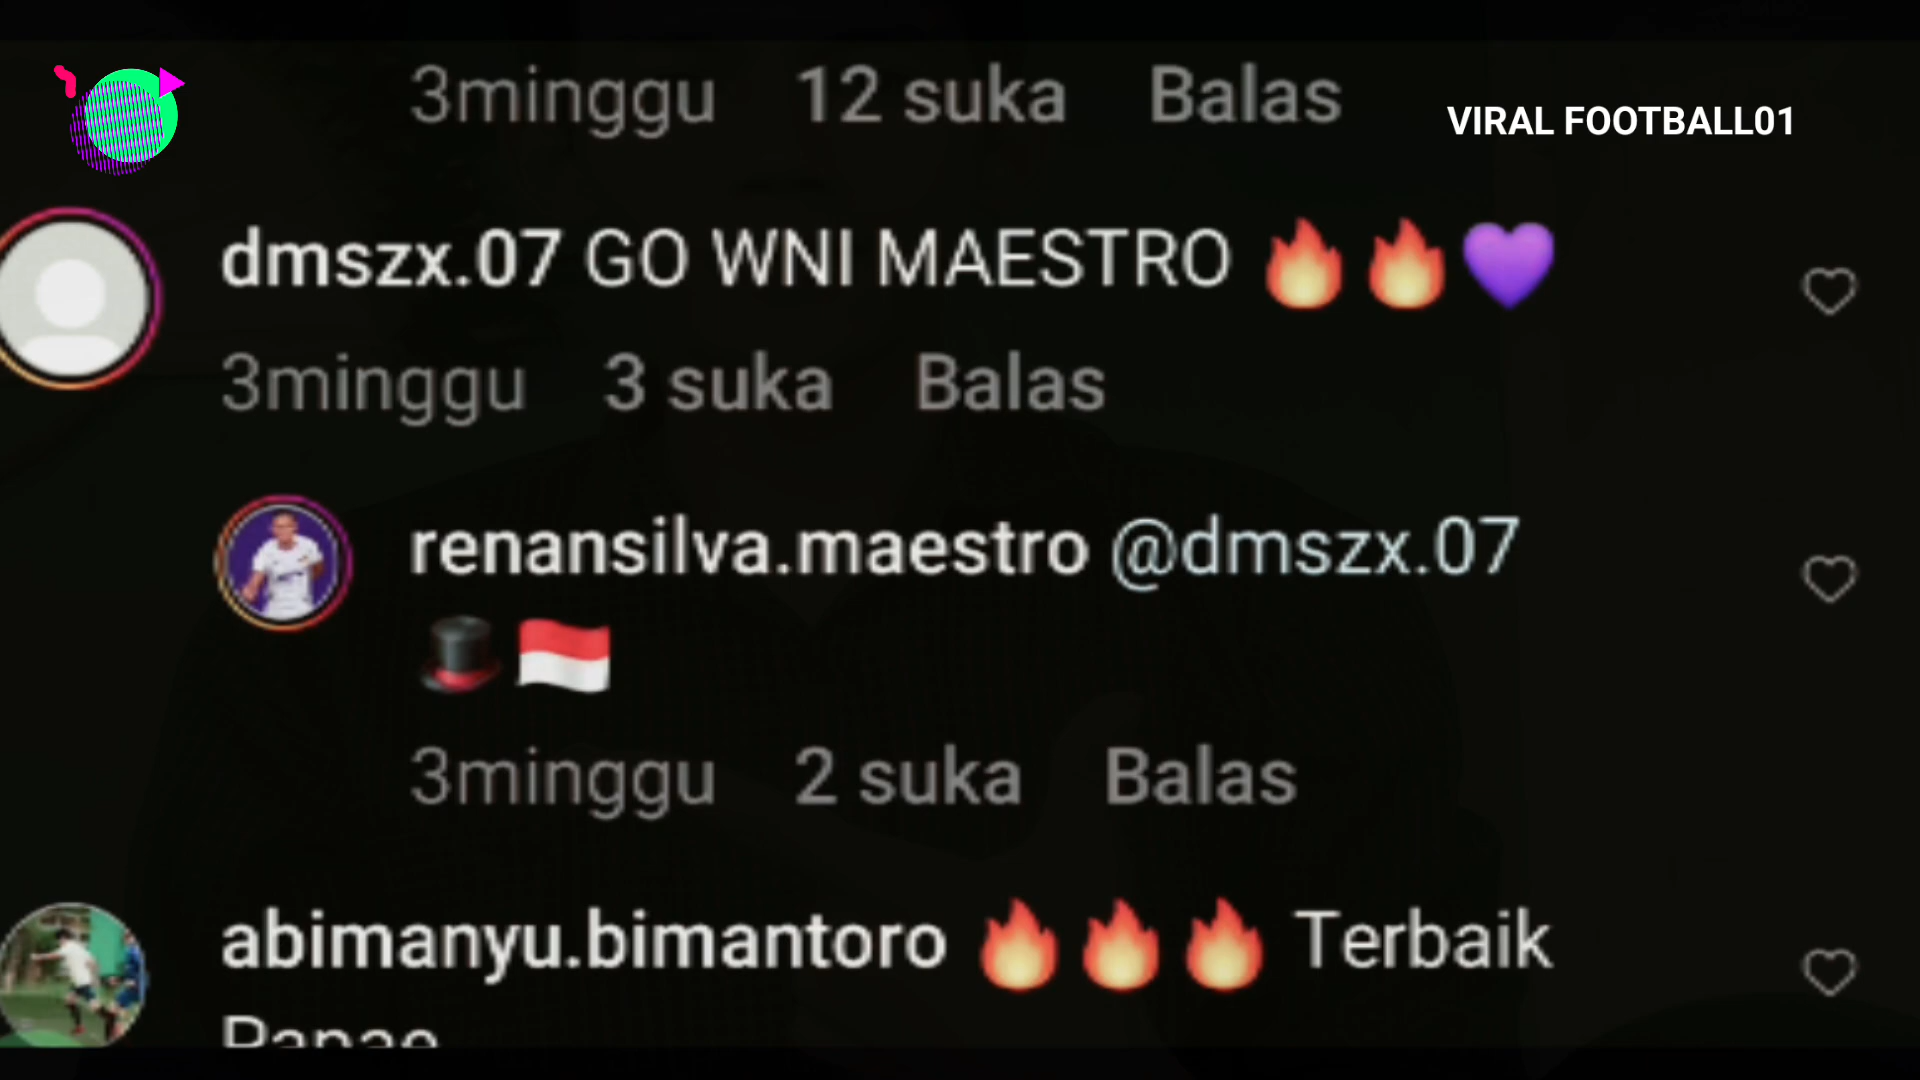 3minggu 12 suka Balas
VIRAL FOOTBALL01
dmszx.07 GO WNI MAESTRO 🔥🔥💜
3minggu 3 suka Balas
renansilva.maestro @dmszx.07
🎩🇮🇩
3minggu 2 suka Balas
abimanyu.bimantoro 🔥🔥🔥 Terbaik